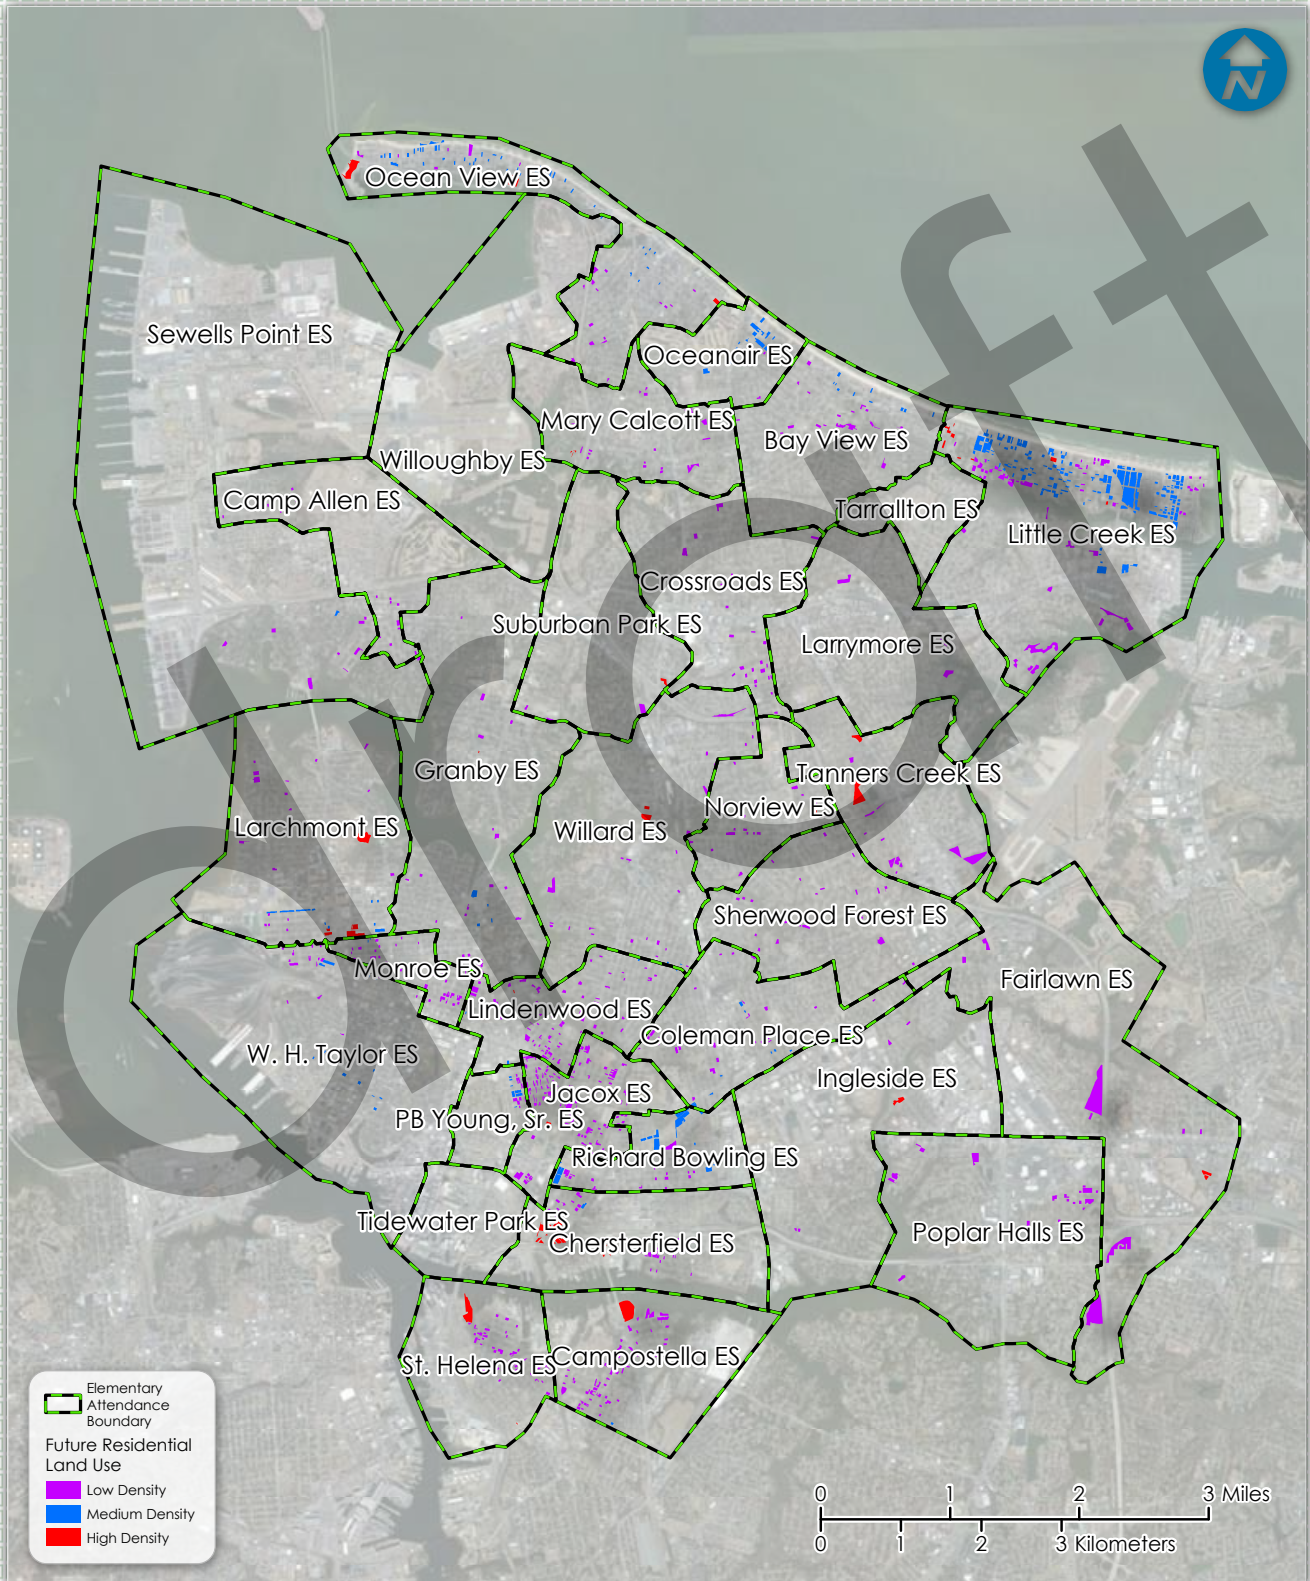 N
Ocean View ES
Sewells Point ES
Oceanair ES
Mary Calcott ES
Bay View ES
Willoughby ES
Camp Allen ES
Tarrallton ES
Little Creek ES
Crossroads ES
Suburban Park ES
Larrymore ES
Granby ES
Tanners Creek ES
Norview ES
Larchmont ES
Willard ES
Sherwood Forest ES
Monroe ES
Fairlawn ES
Lindenwood ES
Coleman Place ES
W. H. Taylor ES
Ingleside ES
Jacox ES
PB Young, Sr. ES
Richard Bowling ES
Tidewater Park ES
Chersterfield ES
Poplar Halls ES
St. Helena ES
Campostella ES
draft
Elementary
Attendance
Boundary
Future Residential
Land Use
Low Density
Medium Density
High Density
0 1 2 3 Miles
0 1 2 3 Kilometers